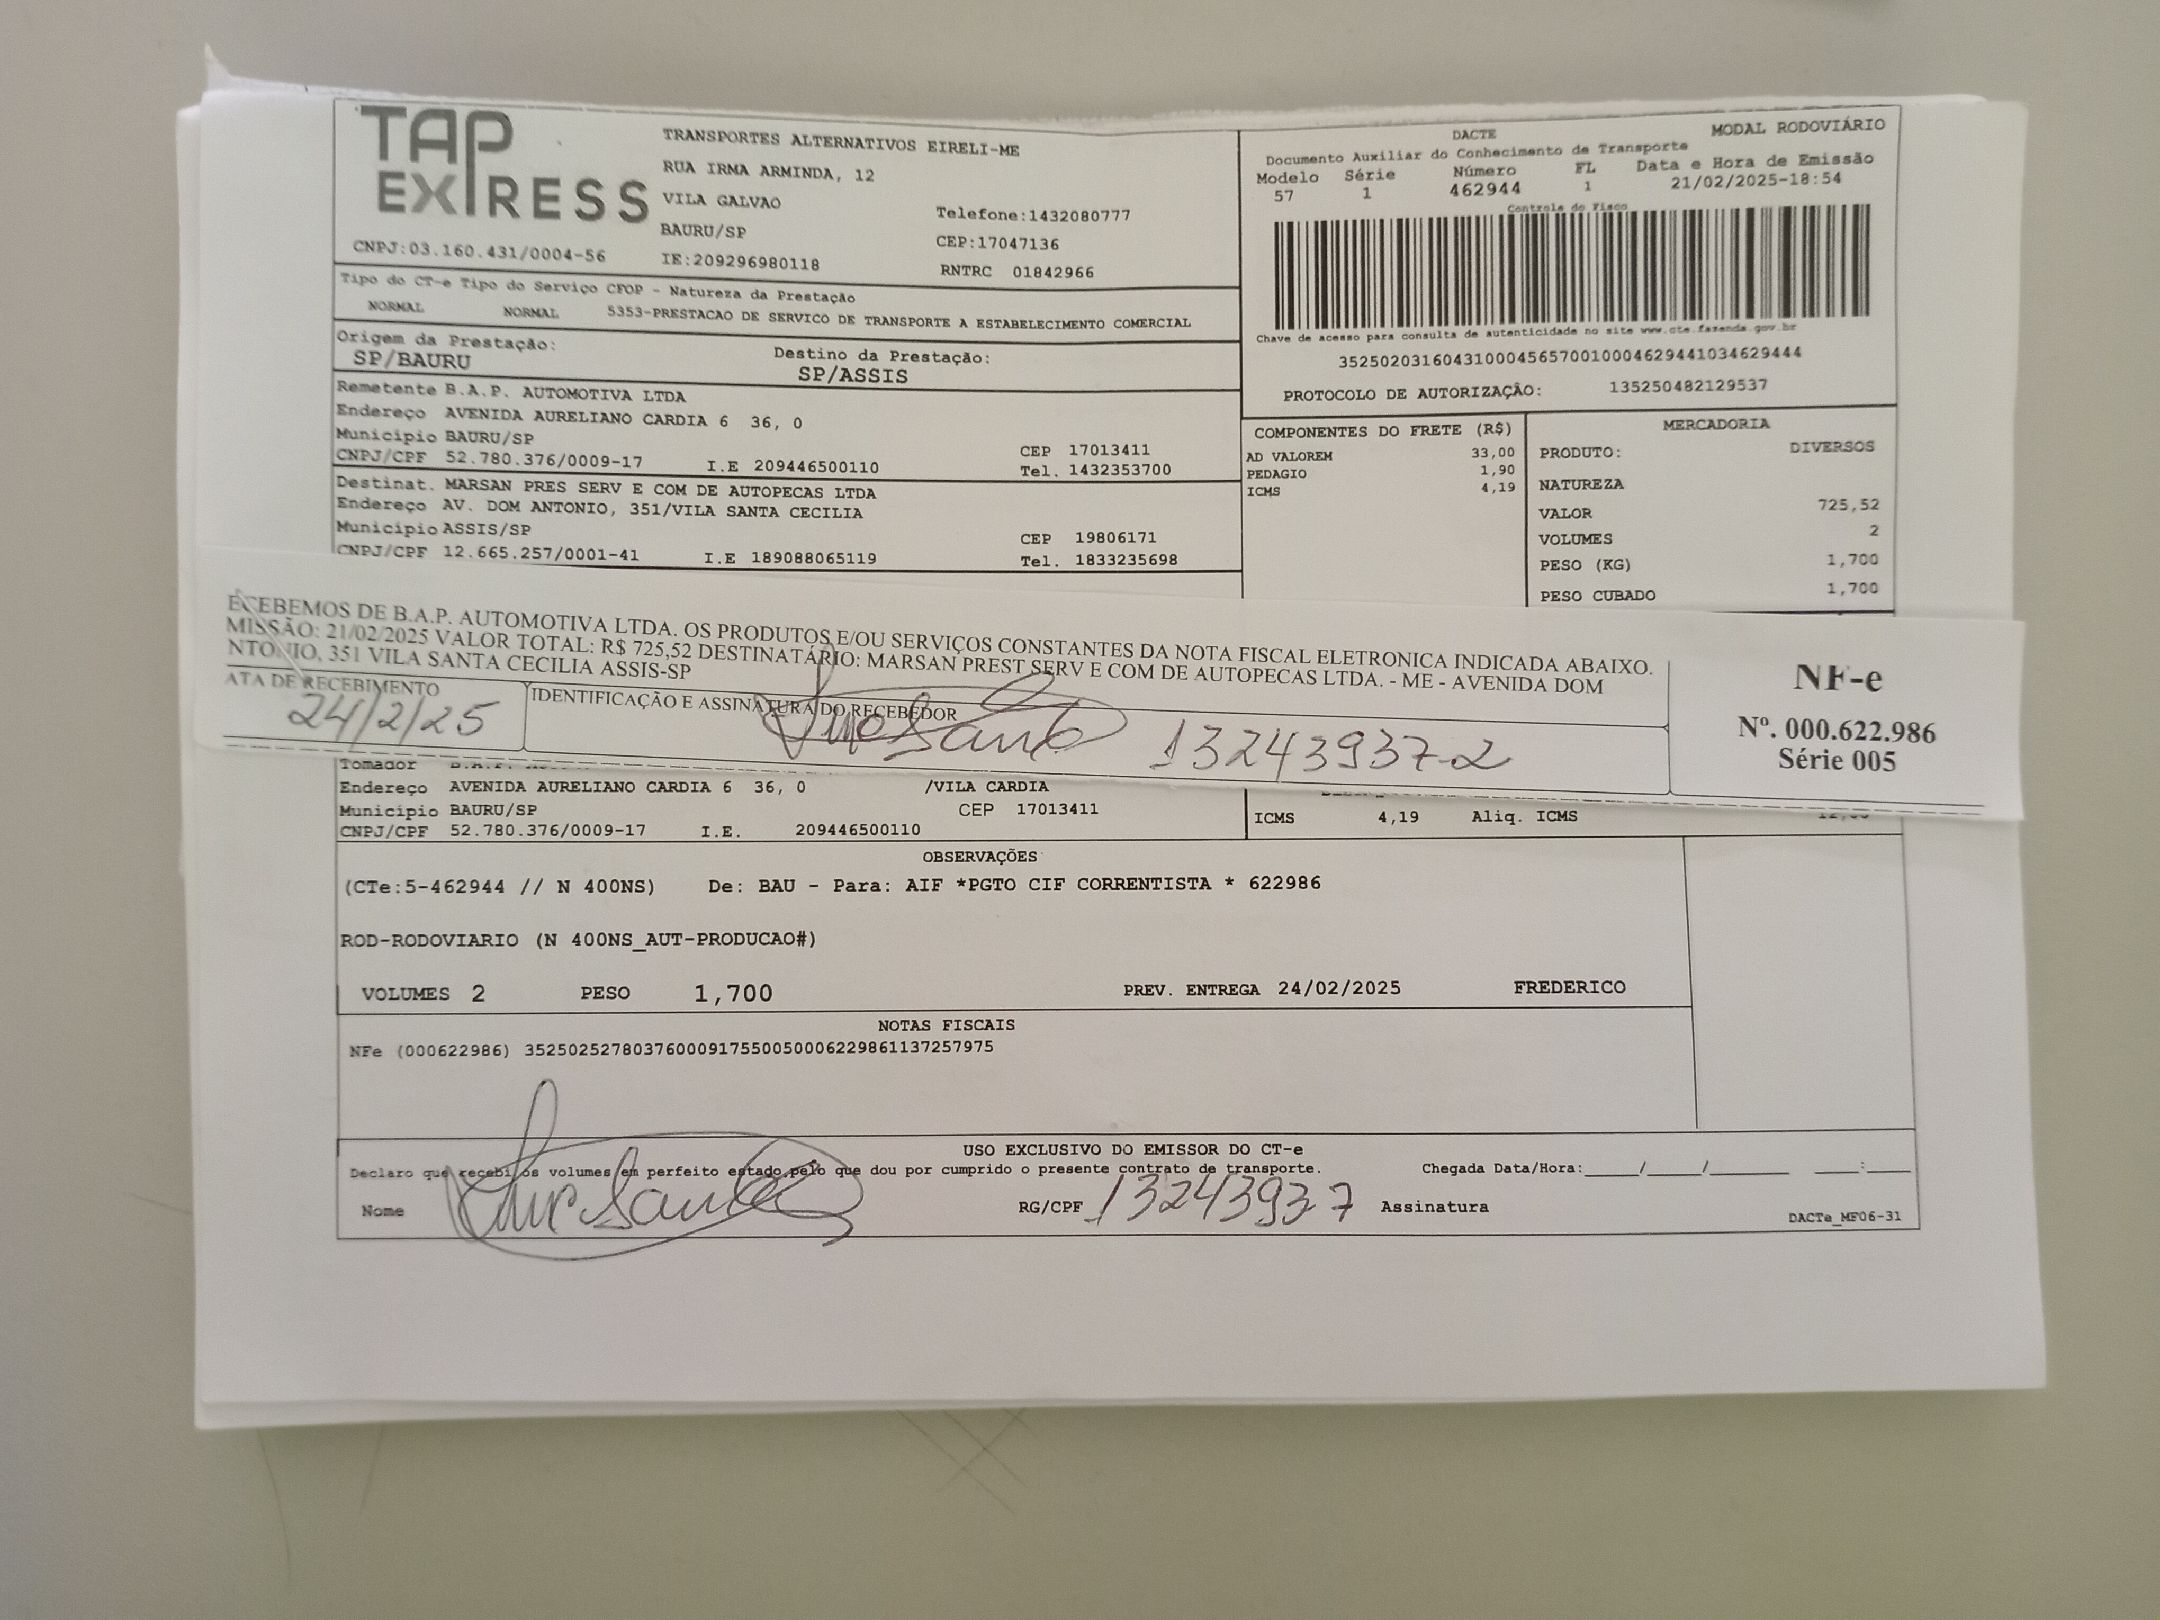 TAP EXPRESS
TRANSPORTES ALTERNATIVOS EIRELI-ME
RUA IRMA ARMINDA, 12
VILA GALVAO
BAURU/SP
IE:209296980118
Telefone:1432080777
CEP:17047136
RNTRC 01842966
CNPJ:03.160.431/0004-56
DACTE
MODAL RODOVIÁRIO
Documento Auxiliar do Conhecimento de Transporte
Modelo Série Número FL Data e Hora de Emissão
57 1 462944 1 21/02/2025-18:54
Controle do Fisco
Chave de acesso para consulta de autenticidade no site www.cte.fazenda.gov.br
35250203160431000456570010004629441034629444
PROTOCOLO DE AUTORIZAÇÃO: 135250482129537
Tipo do CT-e Tipo do Serviço CFOP - Natureza da Prestação
NORMAL NORMAL 5353-PRESTACAO DE SERVICO DE TRANSPORTE A ESTABELECIMENTO COMERCIAL
Origem da Prestação: Destino da Prestação:
SP/BAURU SP/ASSIS
Remetente B.A.P. AUTOMOTIVA LTDA
Endereço AVENIDA AURELIANO CARDIA 6 36, 0
Municipio BAURU/SP CEP 17013411
CNPJ/CPF 52.780.376/0009-17 I.E 209446500110 Tel. 1432353700
Destinat. MARSAN PRES SERV E COM DE AUTOPECAS LTDA
Endereço AV. DOM ANTONIO, 351/VILA SANTA CECILIA
Municipio ASSIS/SP CEP 19806171
CNPJ/CPF 12.665.257/0001-41 I.E 189088065119 Tel. 1833235698
COMPONENTES DO FRETE (R$)
AD VALOREM 33,00
PEDAGIO 1,90
ICMS 4,19
MERCADORIA
PRODUTO: DIVERSOS
NATUREZA
VALOR 725,52
VOLUMES 2
PESO (KG) 1,700
PESO CUBADO 1,700
ECEBEMOS DE B.A.P. AUTOMOTIVA LTDA. OS PRODUTOS E/OU SERVIÇOS CONSTANTES DA NOTA FISCAL ELETRONICA INDICADA ABAIXO.
MISSÃO: 21/02/2025 VALOR TOTAL: R$ 725,52 DESTINATÁRIO: MARSAN PREST SERV E COM DE AUTOPECAS LTDA. - ME - AVENIDA DOM
NTONIO, 351 VILA SANTA CECILIA ASSIS-SP
ATA DE RECEBIMENTO
24/2/25
IDENTIFICAÇÃO E ASSINATURA DO RECEBEDOR
13243937-2
NF-e
Nº. 000.622.986
Série 005
Tomador
Endereço AVENIDA AURELIANO CARDIA 6 36, 0 /VILA CARDIA
Municipio BAURU/SP CEP 17013411
CNPJ/CPF 52.780.376/0009-17 I.E. 209446500110
ICMS 4,19 Aliq. ICMS
OBSERVAÇÕES
(CTe:5-462944 // N 400NS) De: BAU - Para: AIF *PGTO CIF CORRENTISTA * 622986
ROD-RODOVIARIO (N 400NS_AUT-PRODUCAO#)
VOLUMES 2 PESO 1,700 PREV. ENTREGA 24/02/2025 FREDERICO
NOTAS FISCAIS
NFe (000622986) 35250252780376000917550050006229861137257975
USO EXCLUSIVO DO EMISSOR DO CT-e
Declaro que recebi os volumes em perfeito estado pelo que dou por cumprido o presente contrato de transporte. Chegada Data/Hora:____/____/______ ___:___
Nome RG/CPF 13243937 Assinatura
DACTe_MF06-31